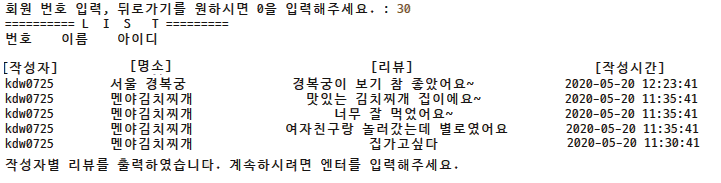 회원 번호 입력, 뒤로가기를 원하시면 0을 입력해주세요. : 30
========== L I S T =========
번호 이름 아이디
[작성자] [명소] [리뷰] [작성시간]
kdw0725 서울 경복궁 경복궁이 보기 참 좋았어요~ 2020-05-20 12:23:41
kdw0725 멘야김치찌개 맛있는 김치찌개 집이에요~ 2020-05-20 11:35:41
kdw0725 멘야김치찌개 너무 잘 먹었어요~ 2020-05-20 11:35:41
kdw0725 멘야김치찌개 여자친구랑 놀러갔는데 별로였어요 2020-05-20 11:35:41
kdw0725 멘야김치찌개 집가고싶다 2020-05-20 11:30:41
작성자별 리뷰를 출력하였습니다. 계속하시려면 엔터를 입력해주세요.